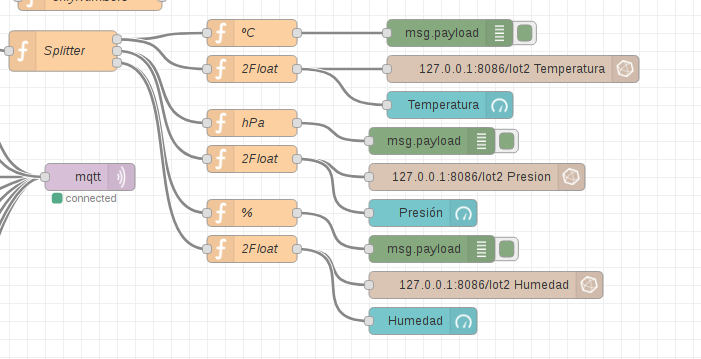 Splitter
ºC
msg.payload
2Float
127.0.0.1:8086/Iot2 Temperatura
Temperatura
hPa
msg.payload
2Float
127.0.0.1:8086/Iot2 Presion
mqtt
connected
Presión
%
msg.payload
2Float
127.0.0.1:8086/Iot2 Humedad
Humedad